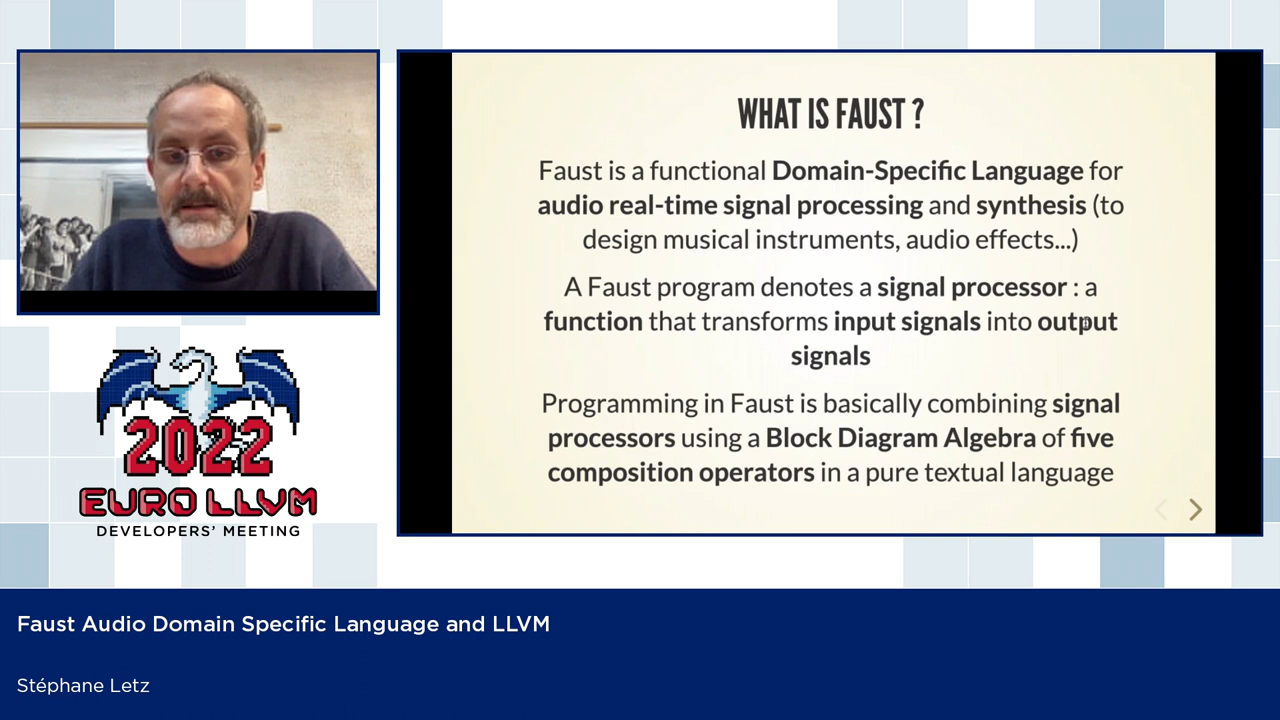 WHAT IS FAUST ?
Faust is a functional Domain-Specific Language for
audio real-time signal processing and synthesis (to
design musical instruments, audio effects...)
A Faust program denotes a signal processor : a
function that transforms input signals into output
signals
Programming in Faust is basically combining signal
processors using a Block Diagram Algebra of five
composition operators in a pure textual language
2022
EURO LLVM
DEVELOPERS’ MEETING
Faust Audio Domain Specific Language and LLVM
Stéphane Letz